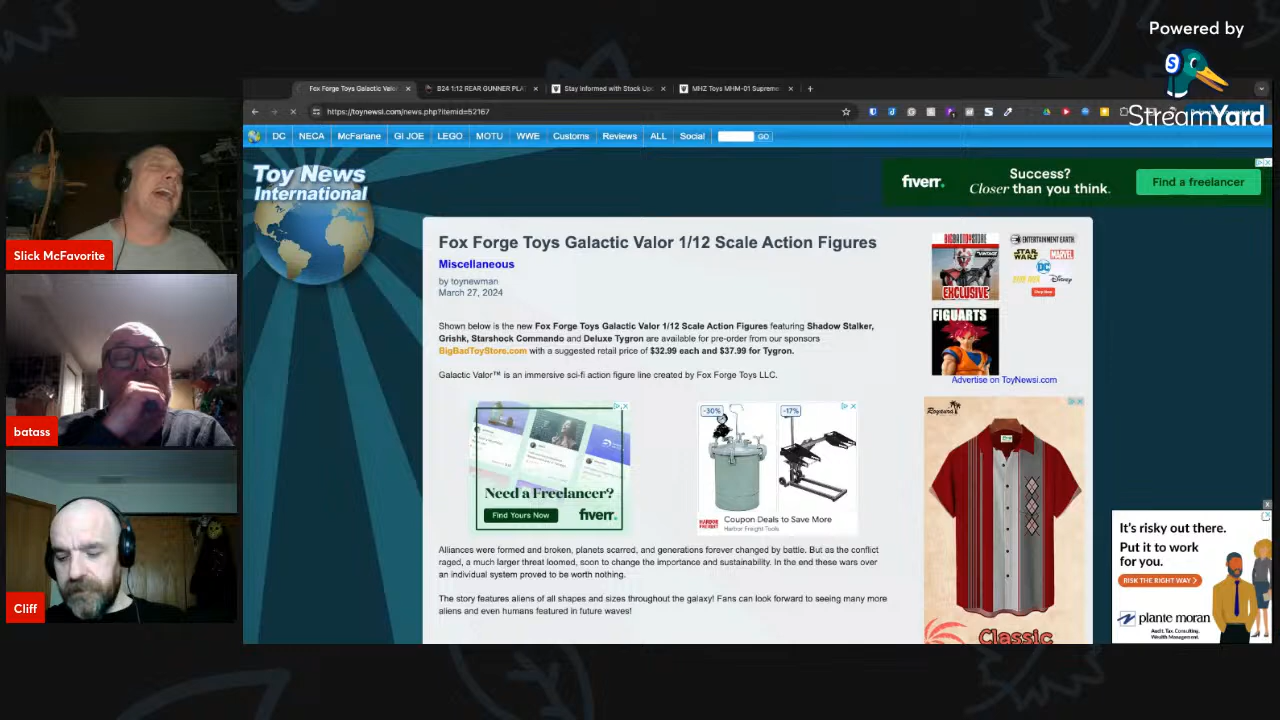 Powered by
StreamYard
Fox Forge Toys Galactic Valor
B24 1:12 REAR GUNNER PLA
Stay Informed with Stock Up
MHZ Toys MHM-01 Supreme
https://toynewsi.com/news.php?itemid=52167
DC NECA McFarlane GI JOE LEGO MOTU WWE Customs Reviews ALL Social GO
Toy News
International
fiverr.
Success?
Closer than you think.
Find a freelancer
Fox Forge Toys Galactic Valor 1/12 Scale Action Figures
Miscellaneous
by toynewman
March 27, 2024
Shown below is the new Fox Forge Toys Galactic Valor 1/12 Scale Action Figures featuring Shadow Stalker,
Grishk, Starshock Commando and Deluxe Tygron are available for pre-order from our sponsors
BigBadToyStore.com with a suggested retail price of $32.99 each and $37.99 for Tygron.
Galactic Valor™ is an immersive sci-fi action figure line created by Fox Forge Toys LLC.
Need a Freelancer?
Find Yours Now
fiverr.
-30%
-17%
Coupon Deals to Save More
Harbor Freight Tools
Alliances were formed and broken, planets scarred, and generations forever changed by battle. But as the conflict
raged, a much larger threat loomed, soon to change the importance and sustainability. In the end these wars over
an individual system proved to be worth nothing.
The story features aliens of all shapes and sizes throughout the galaxy! Fans can look forward to seeing many more
aliens and even humans featured in future waves!
BIGBADTOYSTORE
EXCLUSIVE
ENTERTAINMENT EARTH
STAR WARS
MARVEL
DC
Disney
FIGUARTS
Advertise on ToyNewsi.com
Royaura
Classic
It's risky out there.
Put it to work
for you.
RISK THE RIGHT WAY
plante moran
Audit. Tax. Consulting.
Wealth Management.
Slick McFavorite
batass
Cliff